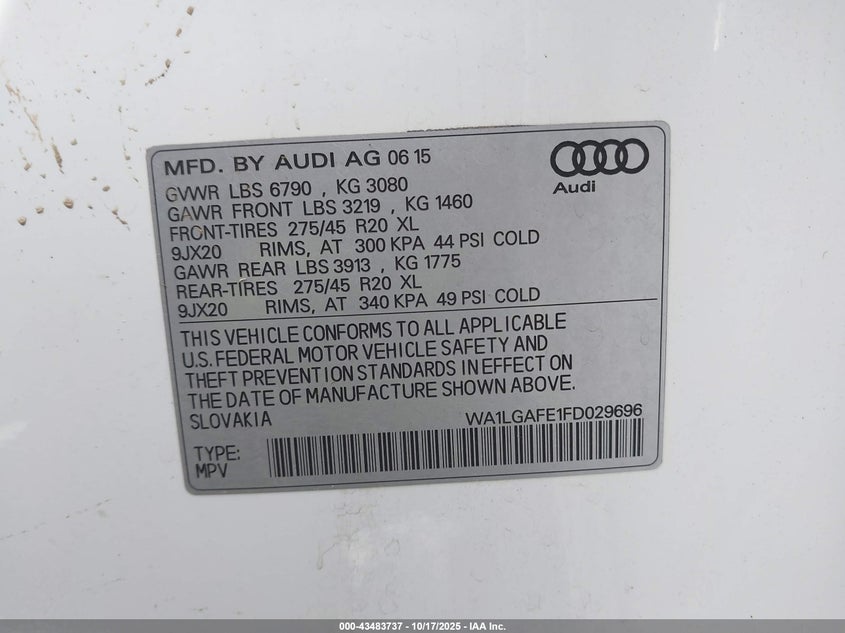 MFD. BY AUDI AG 06 15
Audi
GVWR LBS 6790 , KG 3080
GAWR FRONT LBS 3219 , KG 1460
FRONT-TIRES 275/45 R20 XL
9JX20 RIMS, AT 300 KPA 44 PSI COLD
GAWR REAR LBS 3913 , KG 1775
REAR-TIRES 275/45 R20 XL
9JX20 RIMS, AT 340 KPA 49 PSI COLD
THIS VEHICLE CONFORMS TO ALL APPLICABLE
U.S. FEDERAL MOTOR VEHICLE SAFETY AND
THEFT PREVENTION STANDARDS IN EFFECT ON
THE DATE OF MANUFACTURE SHOWN ABOVE.
SLOVAKIA WA1LGAFE1FD029696
TYPE:
MPV
000-43483737 - 10/17/2025 - IAA Inc.